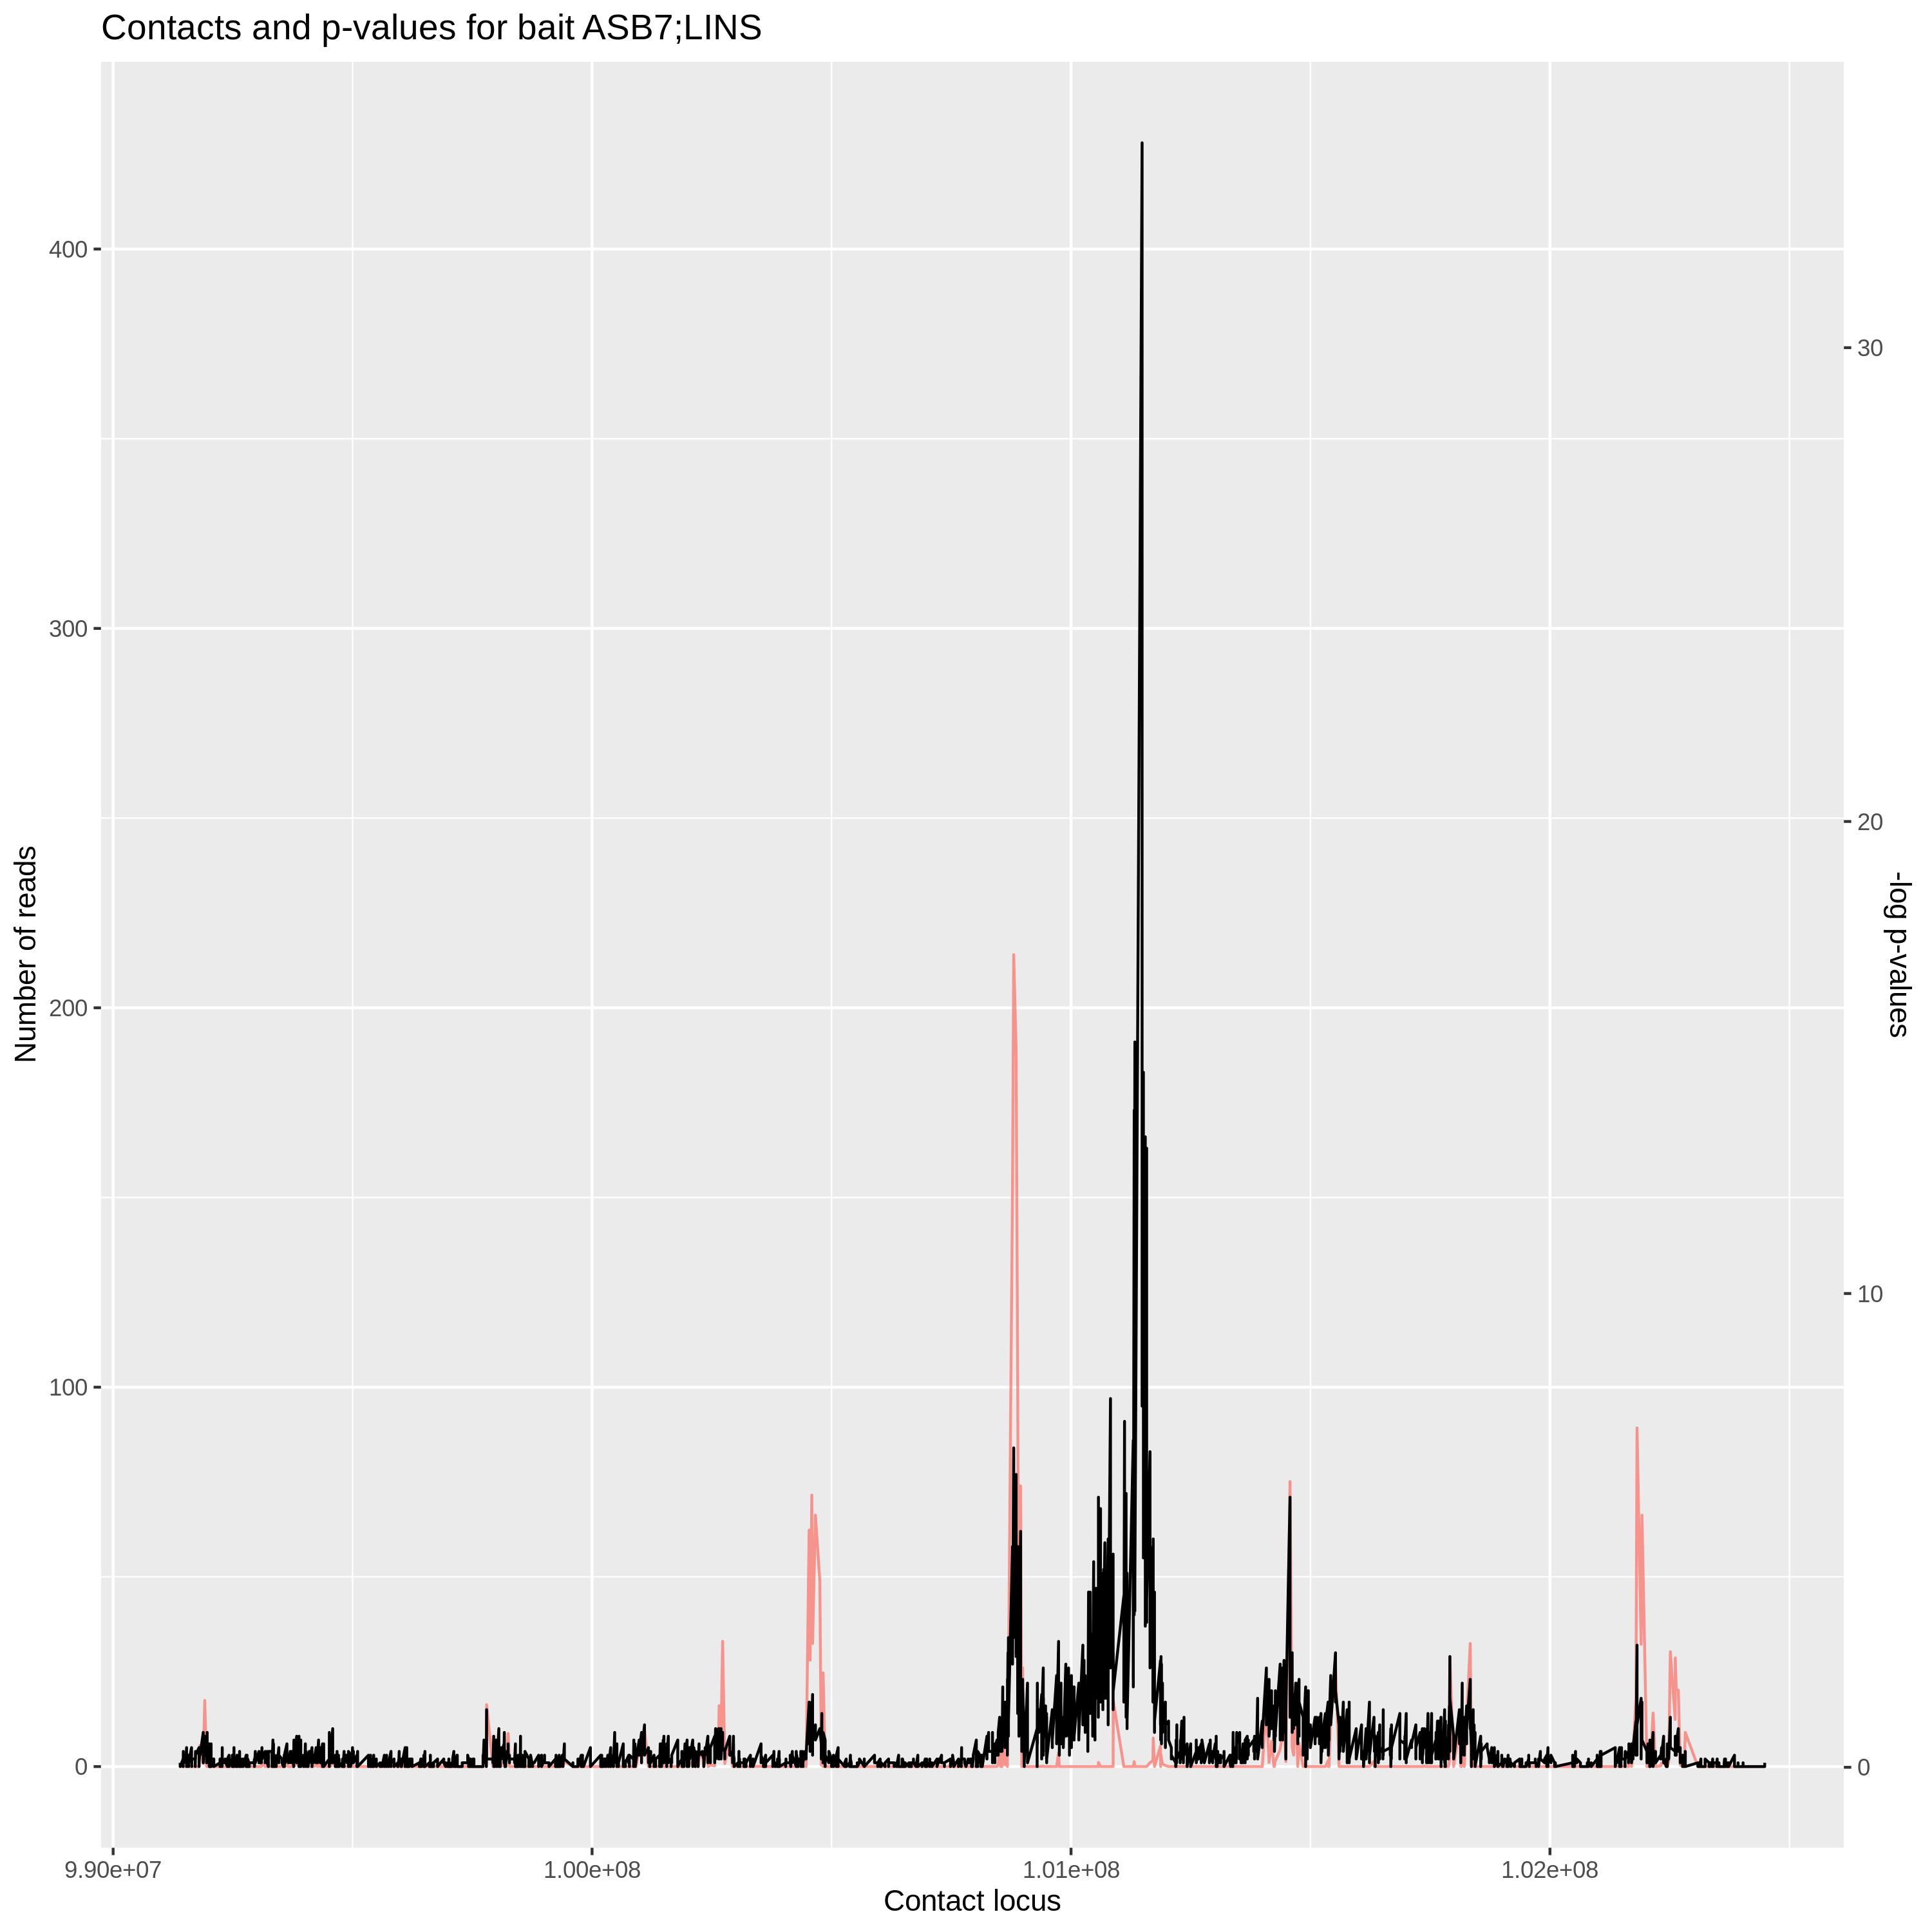 Contacts and p-values for bait ASB7;LINS
400
300
200
100
0
Number of reads
30
20
10
0
-log p-values
9.90e+07
1.00e+08
1.01e+08
1.02e+08
Contact locus